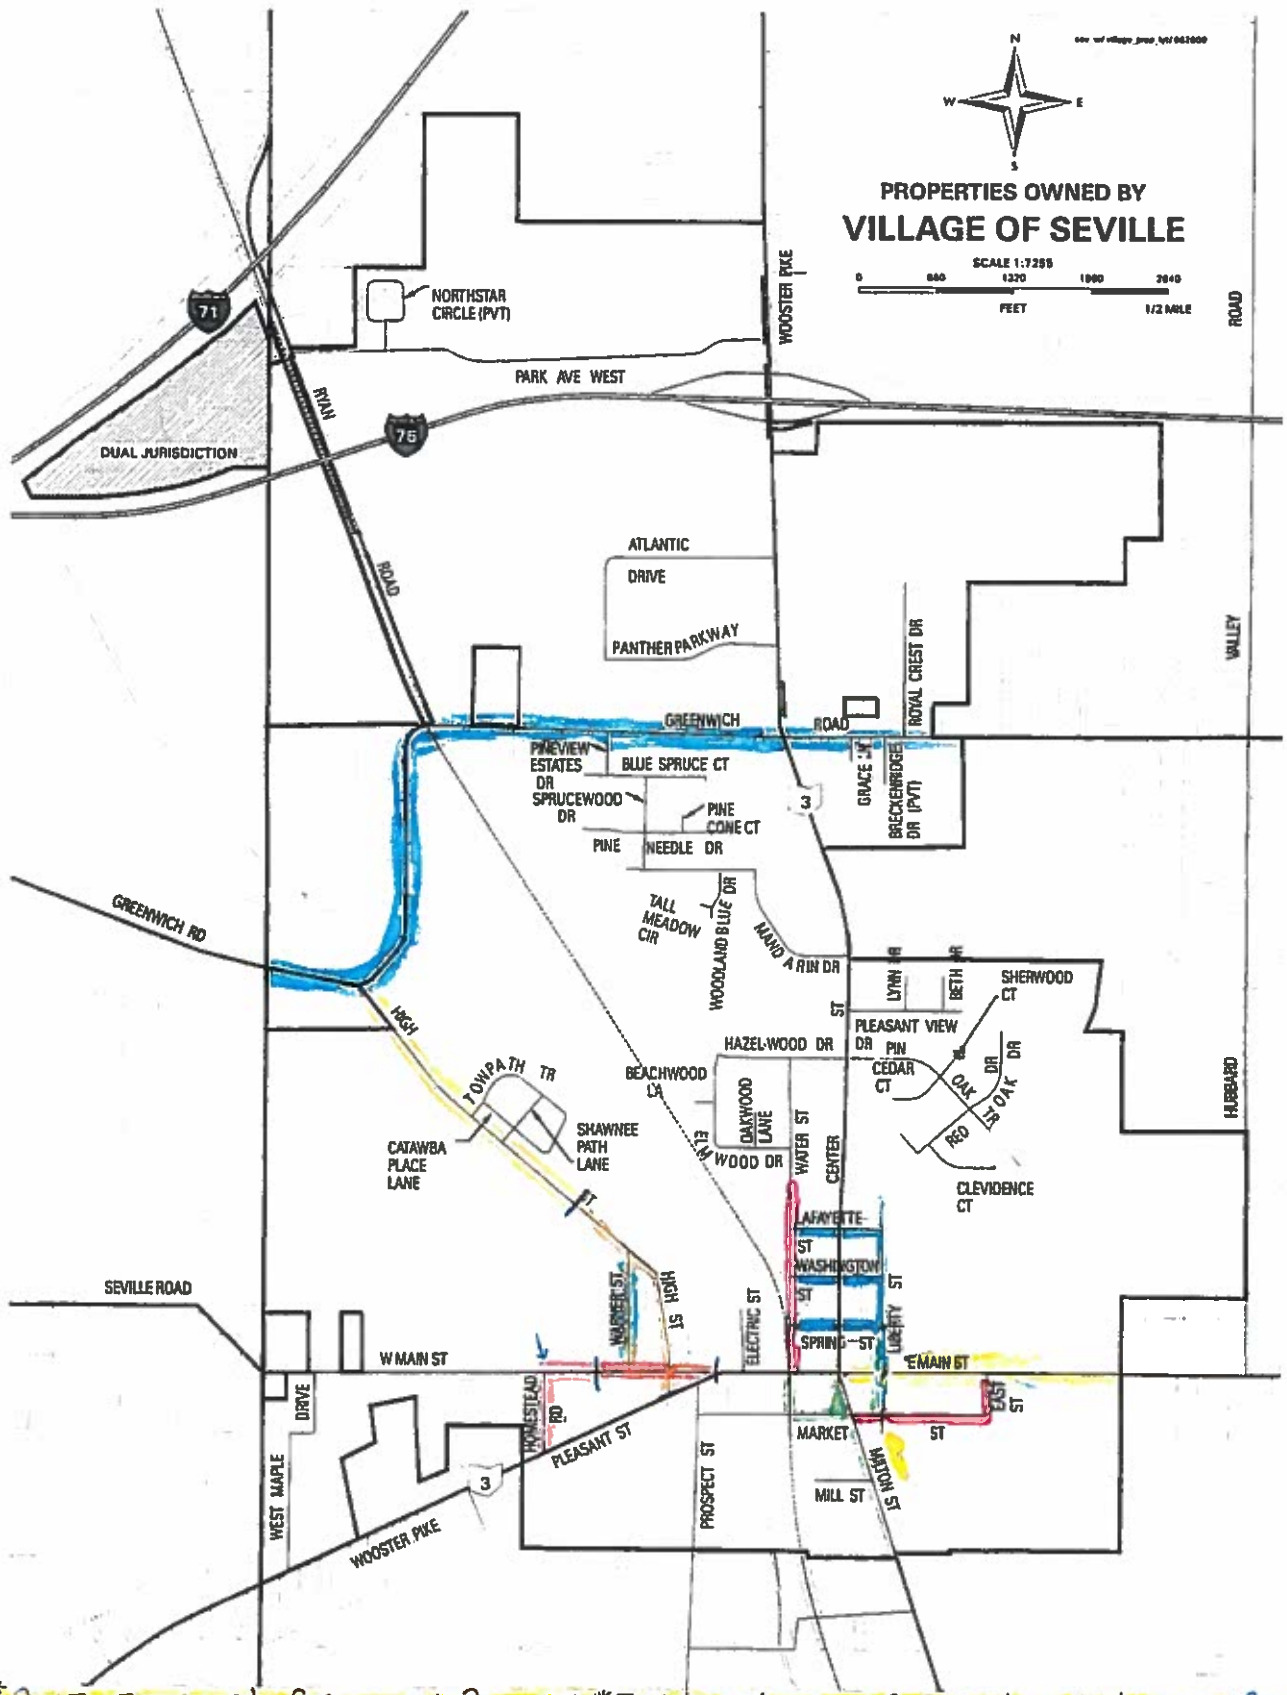 N
W
E
S
PROPERTIES OWNED BY
VILLAGE OF SEVILLE
SCALE 1:7255
0 660 1320 1980 2640
FEET 1/2 MILE
71
NORTHSTAR
CIRCLE (PVT)
WOOSTER PIKE
ROAD
PARK AVE WEST
RYAN
76
DUAL JURISDICTION
ATLANTIC
DRIVE
ROAD
PANTHER PARKWAY
ROYAL CREST DR
VALLEY
GREENWICH ROAD
PINEVIEW
ESTATES
DR
BLUE SPRUCE CT
GRACE LN
BRECKENRIDGE
DR (PVT)
SPRUCEWOOD
DR
3
PINE
CONE CT
PINE NEEDLE DR
GREENWICH RD
TALL
MEADOW
CIR
WOODLAND BLUE DR
MANDARIN DR
LYNN DR
BETH DR
SHERWOOD
CT
HIGH
ST
PLEASANT VIEW
DR
HAZEL-WOOD DR
PIN
OAK
DR
CEDAR
CT
RED
OAK
DR
TR
TOWPATH TR
BEACHWOOD
LA
OAKWOOD
LANE
WATER ST
CENTER
HUBBARD
CATAWBA
PLACE
LANE
SHAWNEE
PATH
LANE
ELM
WOOD DR
CLEVIDENCE
CT
ST
LAFAYETTE
ST
WASHINGTON
ST
SEVILLE ROAD
WARNER ST
HIGH ST
ELECTRIC ST
SPRING ST
LIBERTY
ST
W MAIN ST
E MAIN ST
DRIVE
HOMESTEAD
RD
EAST
ST
PLEASANT ST
MARKET
ST
WEST MAPLE
3
PROSPECT ST
MILTON ST
MILL ST
WOOSTER PIKE